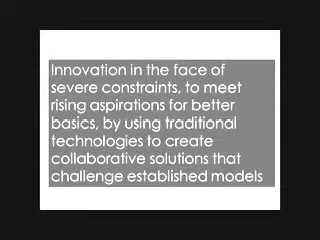 Innovation in the face of
severe constraints, to meet
rising aspirations for better
basics, by using traditional
technologies to create
collaborative solutions that
challenge established models